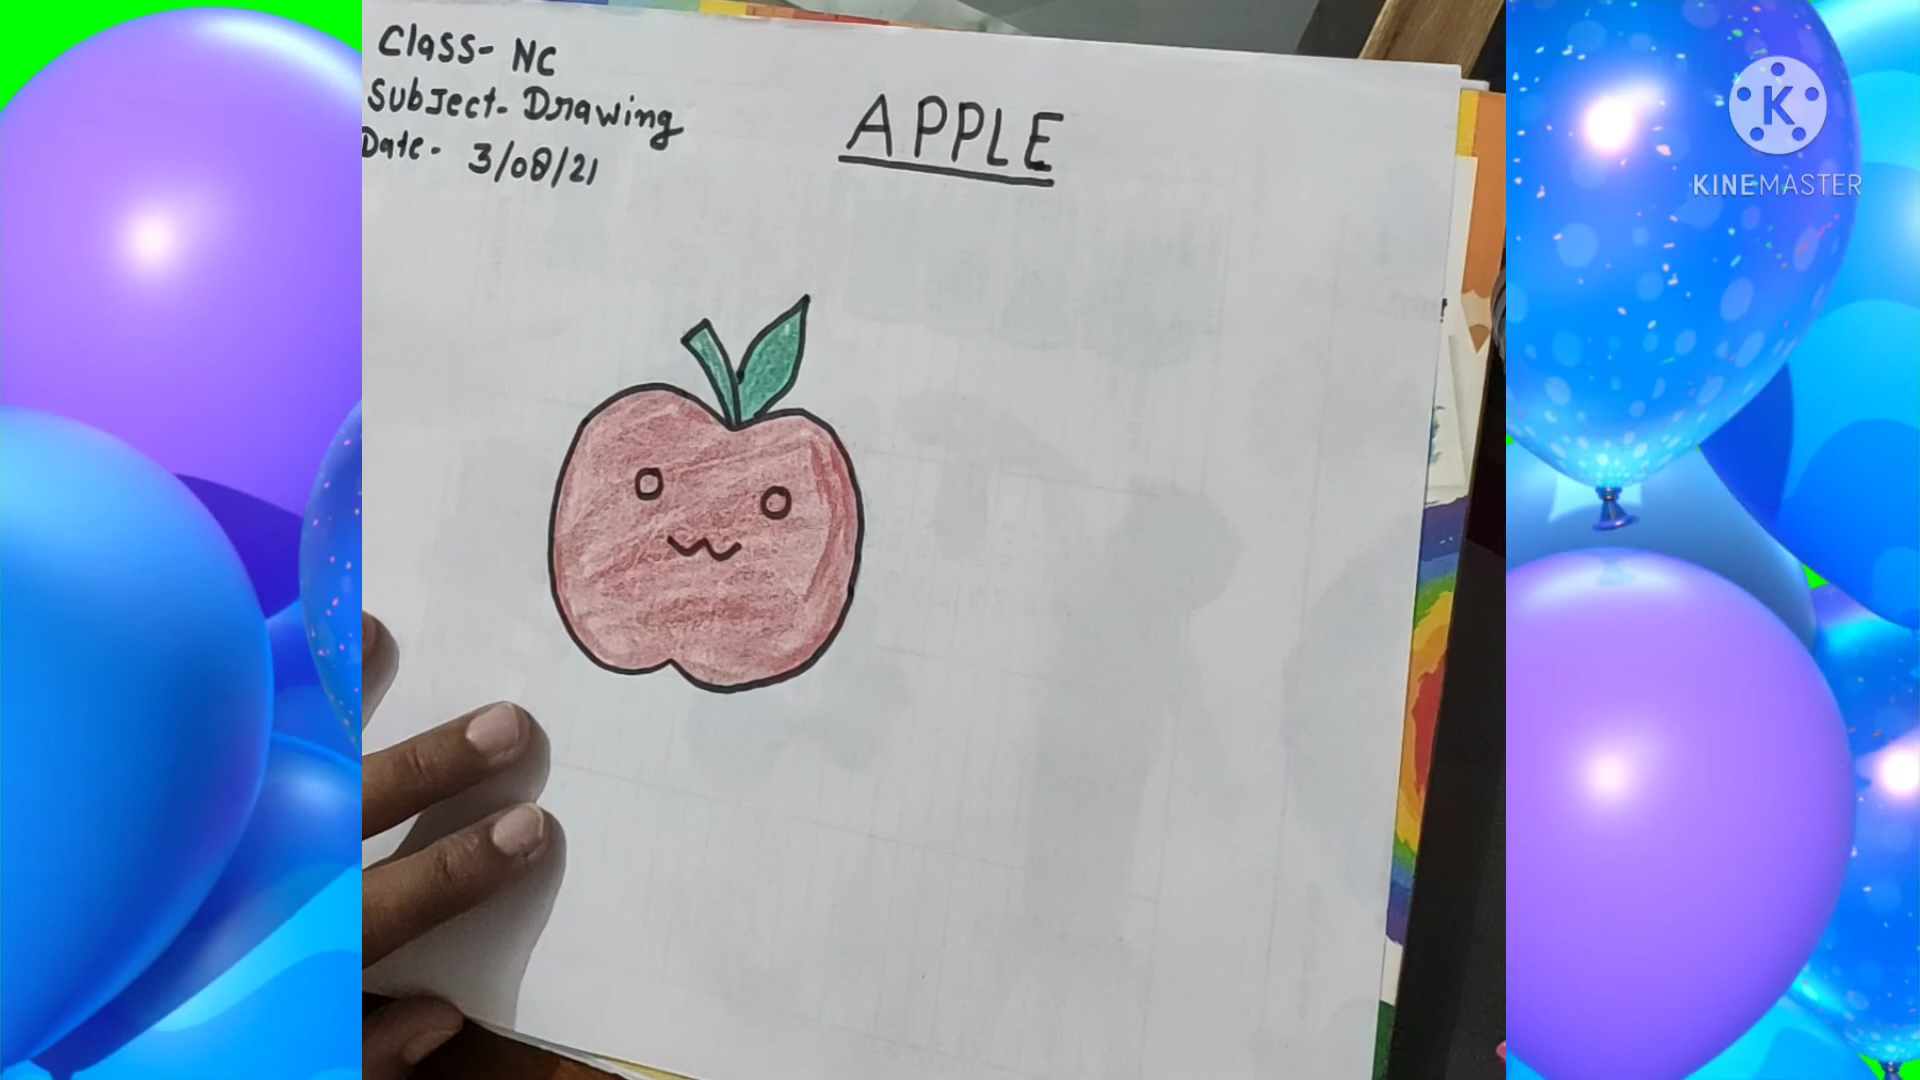 Class- NC
Subject- Drawing
Date- 3/08/21
APPLE
KINEMASTER